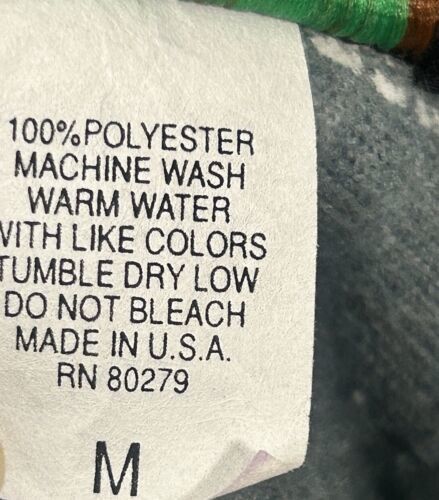 100% POLYESTER
MACHINE WASH
WARM WATER
WITH LIKE COLORS
TUMBLE DRY LOW
DO NOT BLEACH
MADE IN U.S.A.
RN 80279
M